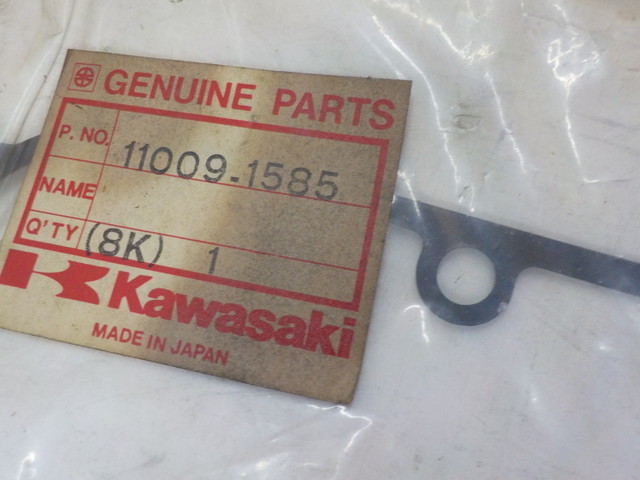 GENUINE PARTS
P. NO. 11009-1585
NAME
Q'TY (8K) 1
Kawasaki
MADE IN JAPAN